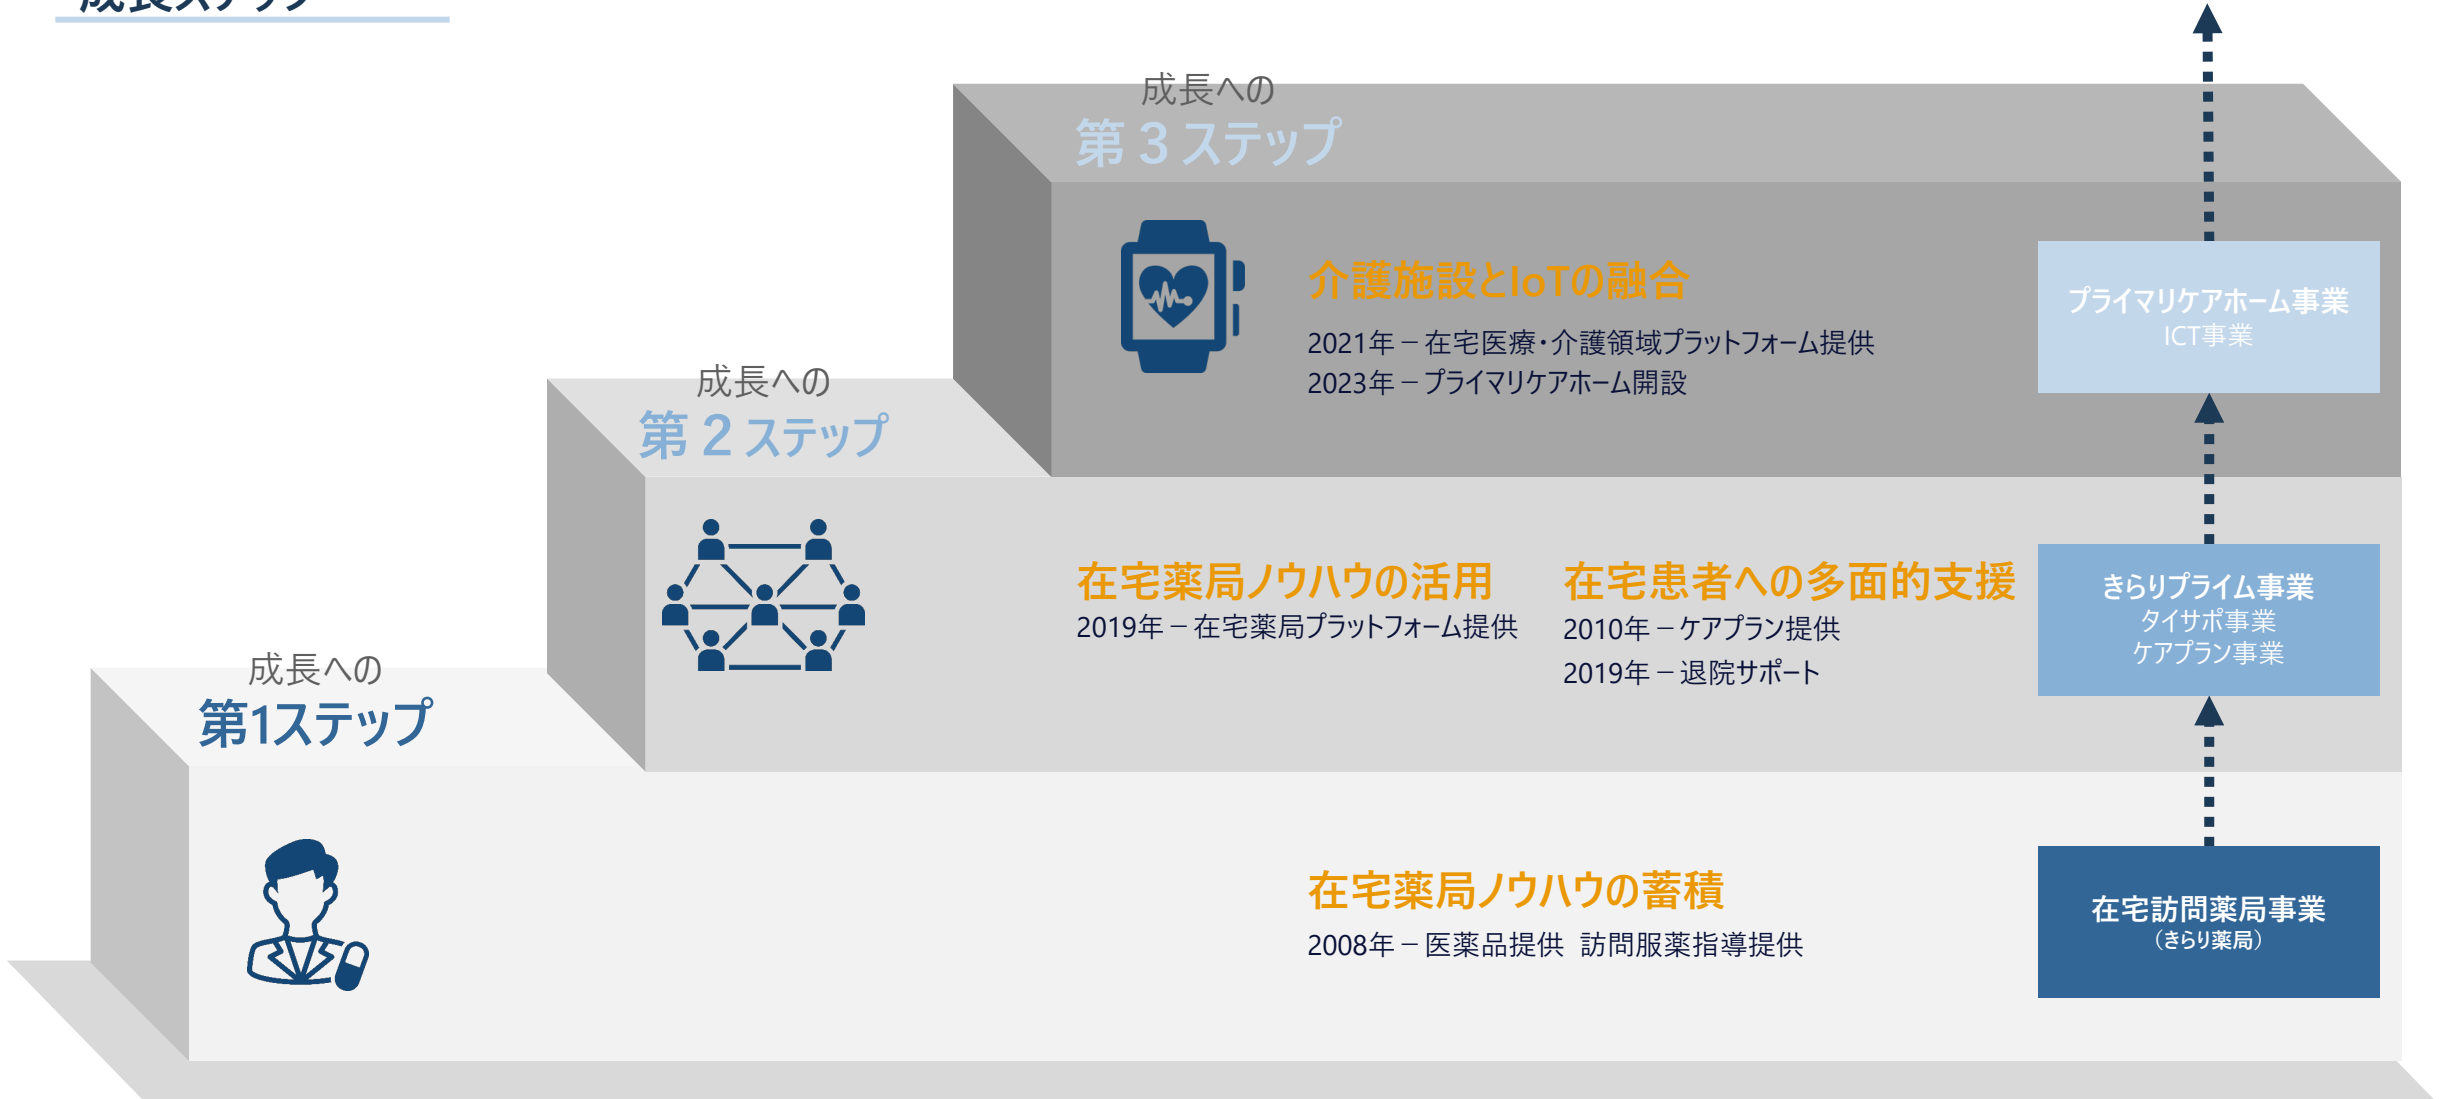 成長ステップ
成長への
第３ステップ
介護施設とIoTの融合
2021年－在宅医療・介護領域プラットフォーム提供
2023年－プライマリケアホーム開設
プライマリケアホーム事業
ICT事業
成長への
第２ステップ
在宅薬局ノウハウの活用
2019年－在宅薬局プラットフォーム提供
在宅患者への多面的支援
2010年－ケアプラン提供
2019年－退院サポート
きらりプライム事業
タイサポ事業
ケアプラン事業
成長への
第1ステップ
在宅薬局ノウハウの蓄積
2008年－医薬品提供 訪問服薬指導提供
在宅訪問薬局事業
（きらり薬局）